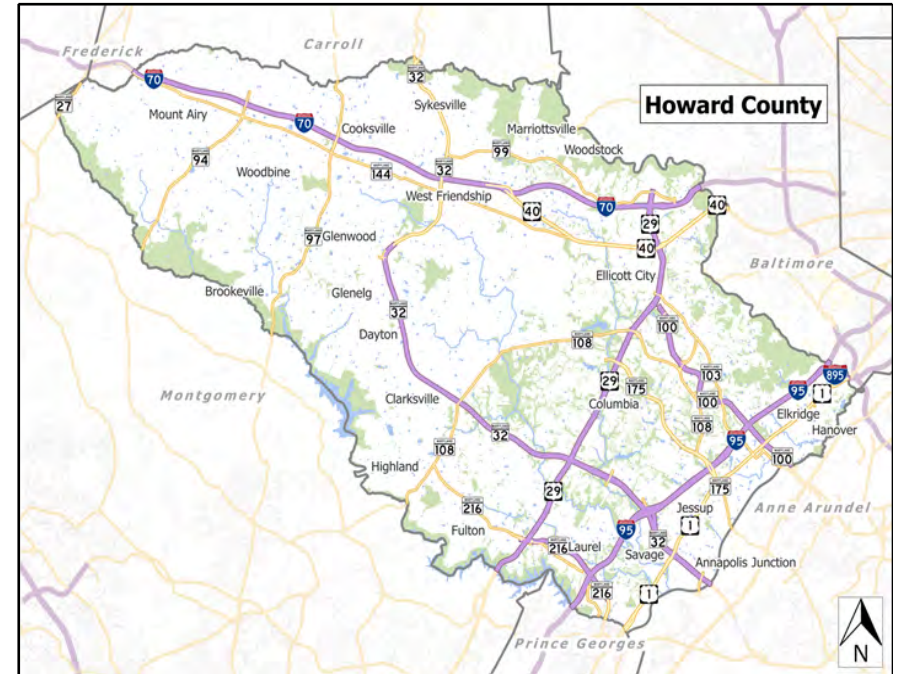 Frederick
Carroll
Howard County
70
32
27
Sykesville
Mount Airy
70
Cooksville
Marriottsville
99
Woodstock
94
144
32
Woodbine
West Friendship
70
40
40
29
97
Glenwood
40
Baltimore
Ellicott City
Brookeville
Glenelg
32
Dayton
100
108
29
175
103
895
95
1
Montgomery
Clarksville
Columbia
100
Elkridge
108
Hanover
32
95
108
100
Highland
29
175
216
Jessup
Anne Arundel
Fulton
95
1
216
Laurel
Savage
32
Annapolis Junction
216
1
Prince Georges
N